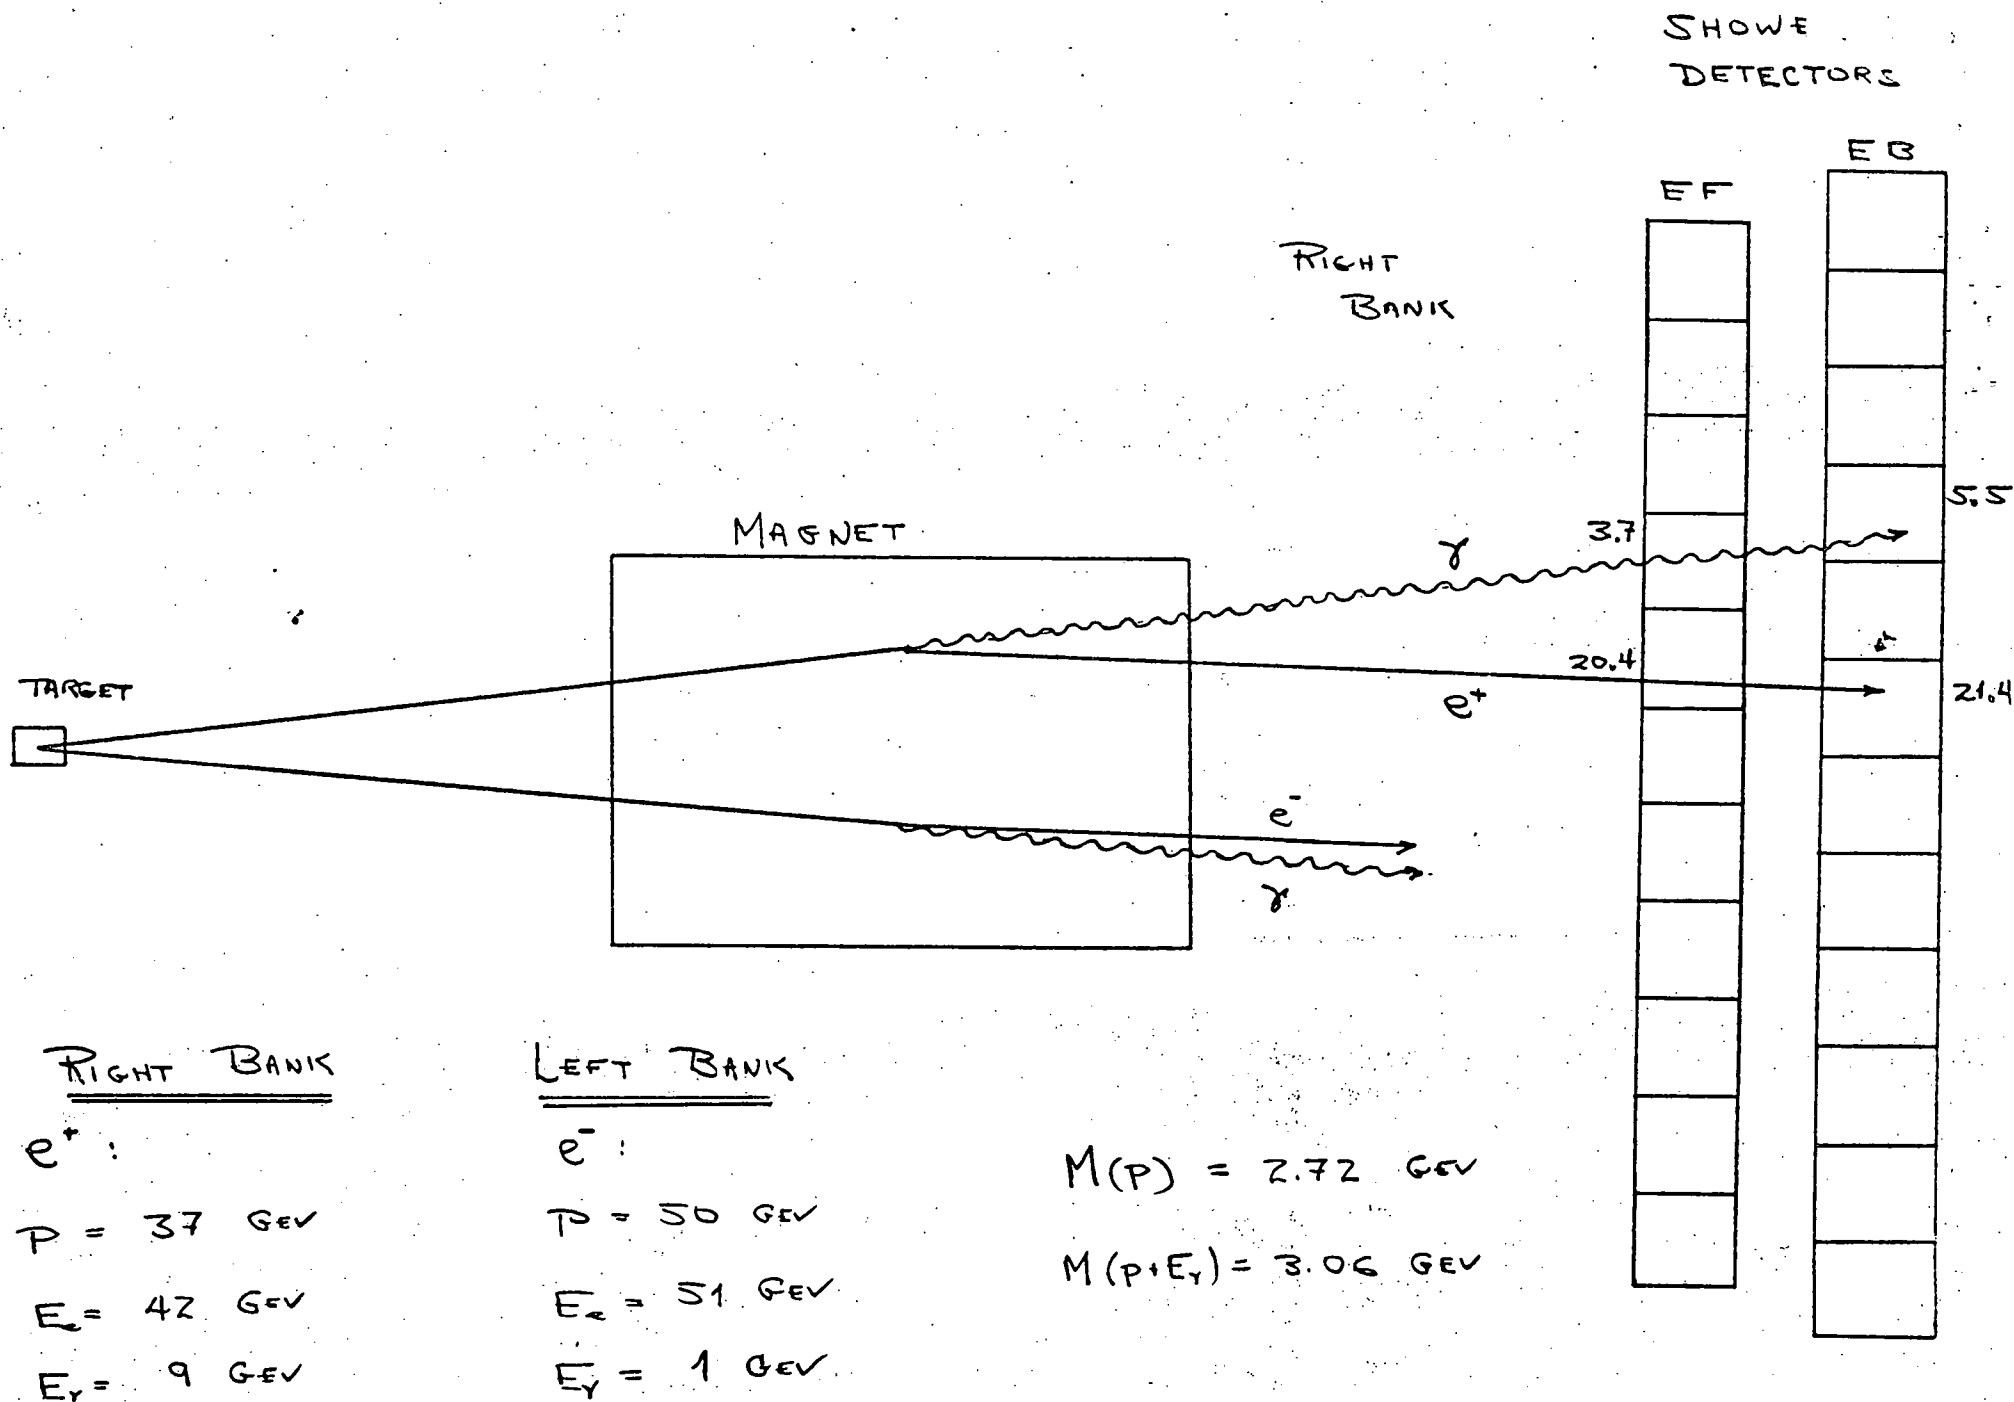 SHOWE
DETECTORS
EB
EF
RIGHT
BANK
5.5
MAGNET
3.7
γ
20.4
TARGET
e⁺
21.4
e⁻
γ
RIGHT BANK
e⁺ :
P = 37 GEV
Eₑ = 42 GEV
Eᵧ = 9 GEV
LEFT BANK
e⁻ :
P = 50 GEV
Eₑ = 51 GEV
Eᵧ = 1 GEV
M(P) = 2.72 GEV
M(P+Eᵧ) = 3.06 GEV